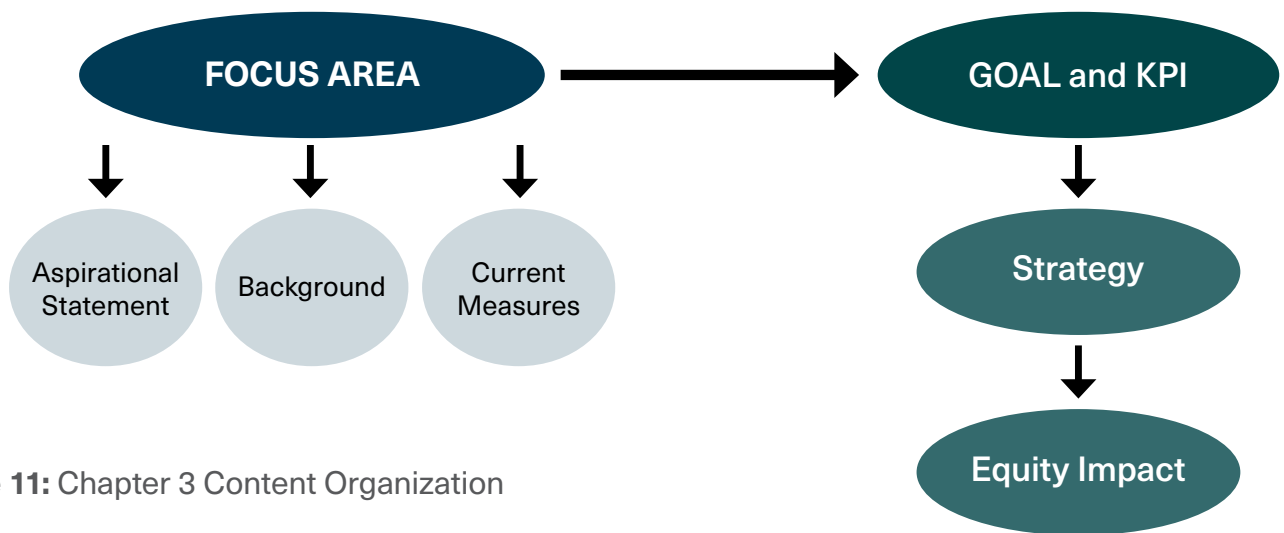 FOCUS AREA
GOAL and KPI
Aspirational
Statement
Background
Current
Measures
Strategy
Equity Impact
11: Chapter 3 Content Organization